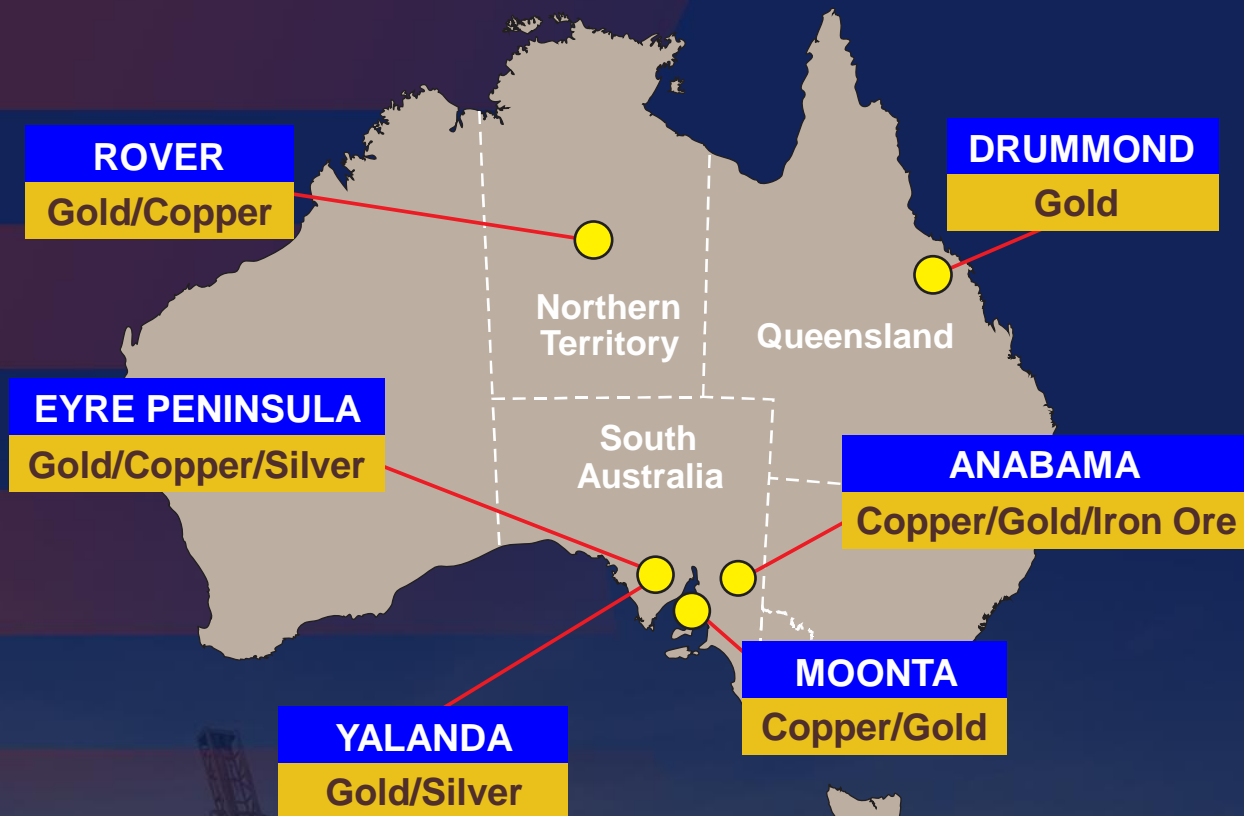 ROVER
Gold/Copper
DRUMMOND
Gold
Northern
Territory
Queensland
EYRE PENINSULA
Gold/Copper/Silver
South
Australia
ANABAMA
Copper/Gold/Iron Ore
MOONTA
Copper/Gold
YALANDA
Gold/Silver